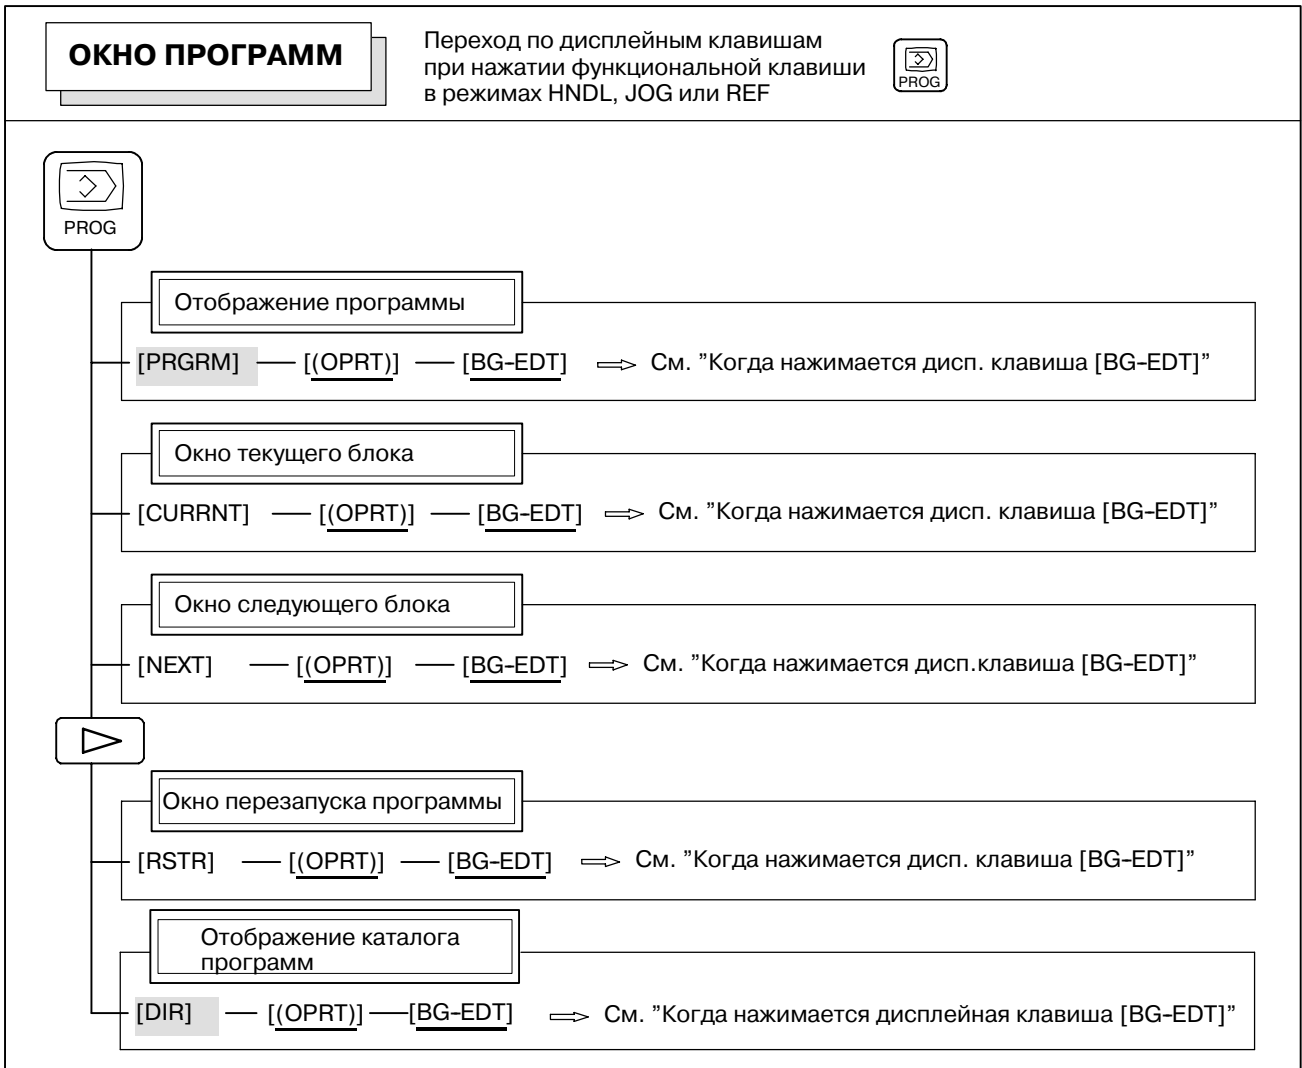 ОКНО ПРОГРАММ
Переход по дисплейным клавишам
при нажатии функциональной клавиши
в режимах HNDL, JOG или REF
PROG
PROG
Отображение программы
[PRGRM] [(OPRT)] [BG-EDT] См. "Когда нажимается дисп. клавиша [BG-EDT]”
Окно текущего блока
[CURRNT] [(OPRT)] [BG-EDT] См. "Когда нажимается дисп. клавиша [BG-EDT]”
Окно следующего блока
[NEXT] [(OPRT)] [BG-EDT] См. "Когда нажимается дисп.клавиша [BG-EDT]”
Окно перезапуска программы
[RSTR] [(OPRT)] [BG-EDT] См. "Когда нажимается дисп. клавиша [BG-EDT]”
Отображение каталога
программ
[DIR] [(OPRT)] [BG-EDT] См. "Когда нажимается дисплейная клавиша [BG-EDT]”